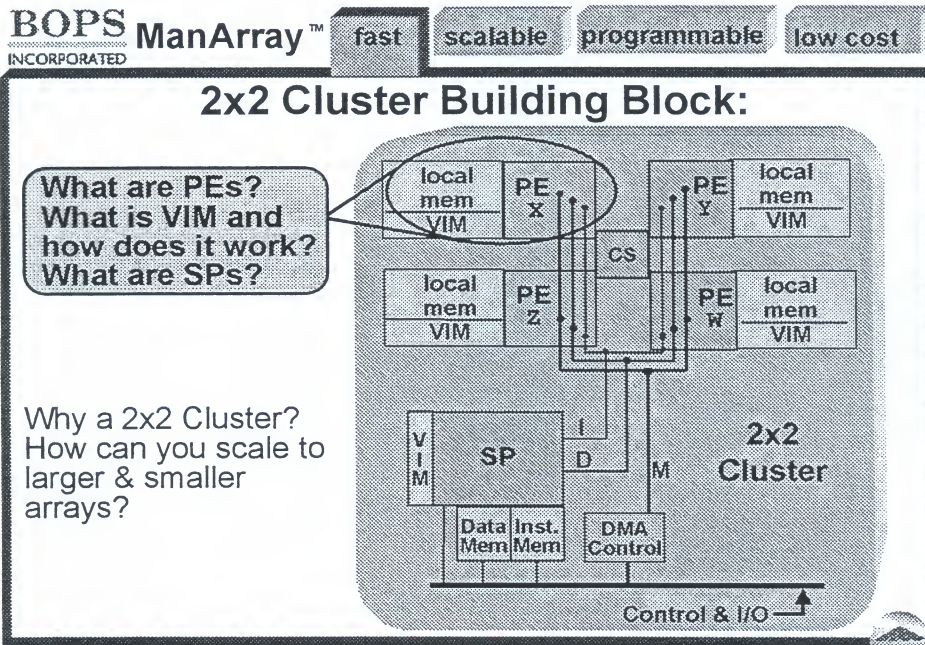 BOPS
INCORPORATED
ManArray™
fast
scalable
programmable
low cost
2x2 Cluster Building Block:
What are PEs?
What is VIM and
how does it work?
What are SPs?
Why a 2x2 Cluster?
How can you scale to
larger & smaller
arrays?
local
mem
VIM
PE
X
PE
Y
local
mem
VIM
CS
local
mem
VIM
PE
Z
PE
W
local
mem
VIM
VIM
SP
I
D
M
2x2
Cluster
Data
Mem
Inst.
Mem
DMA
Control
Control & I/O